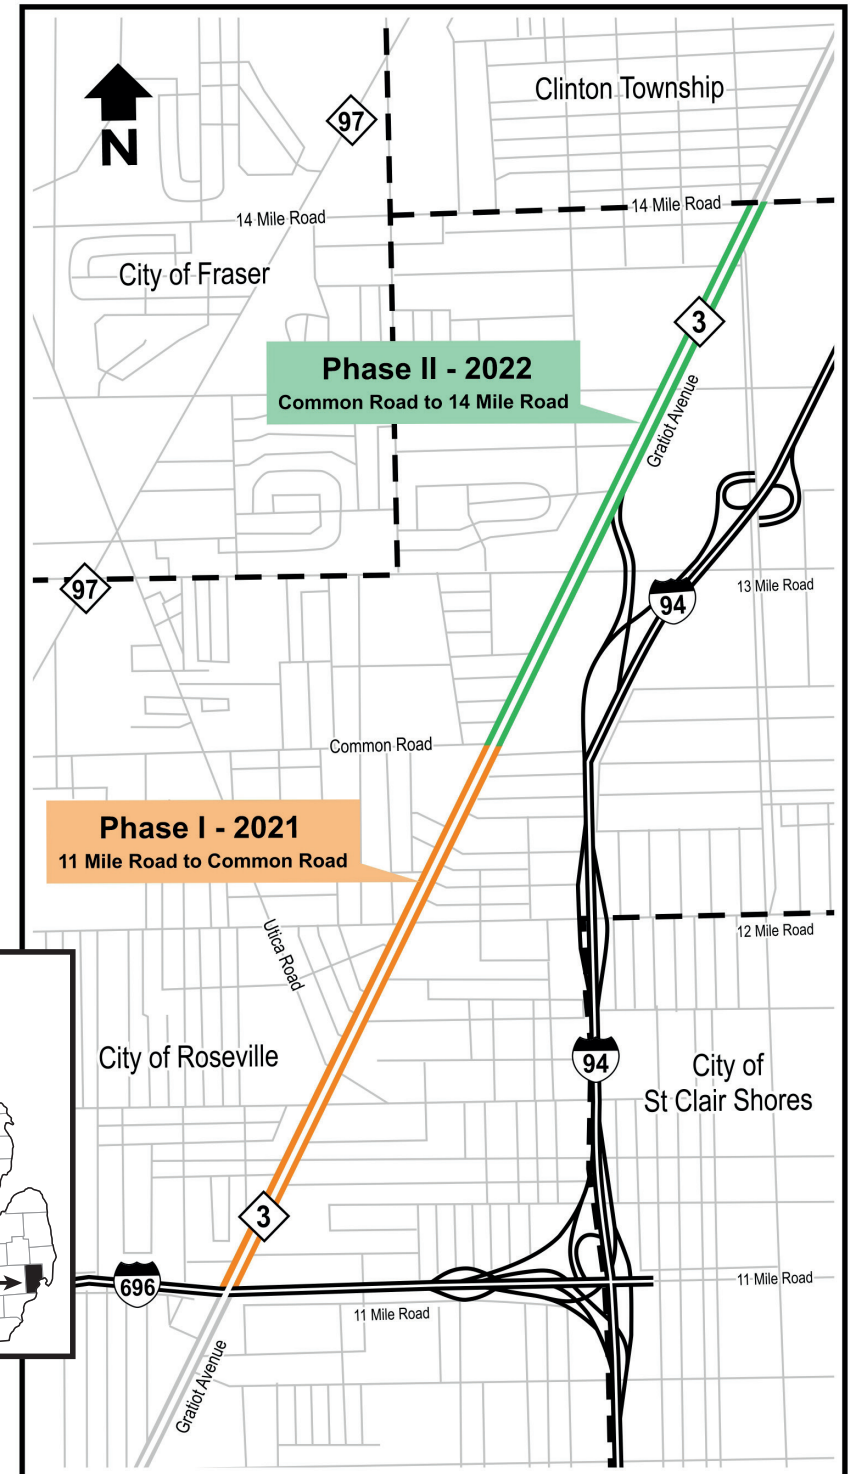 Clinton Township
97
N
14 Mile Road
14 Mile Road
City of Fraser
3
Phase II - 2022
Common Road to 14 Mile Road
Gratiot Avenue
97
94
13 Mile Road
Common Road
Phase I - 2021
11 Mile Road to Common Road
Utica Road
12 Mile Road
City of Roseville
94
City of
St Clair Shores
3
696
11 Mile Road
11 Mile Road
Gratiot Avenue